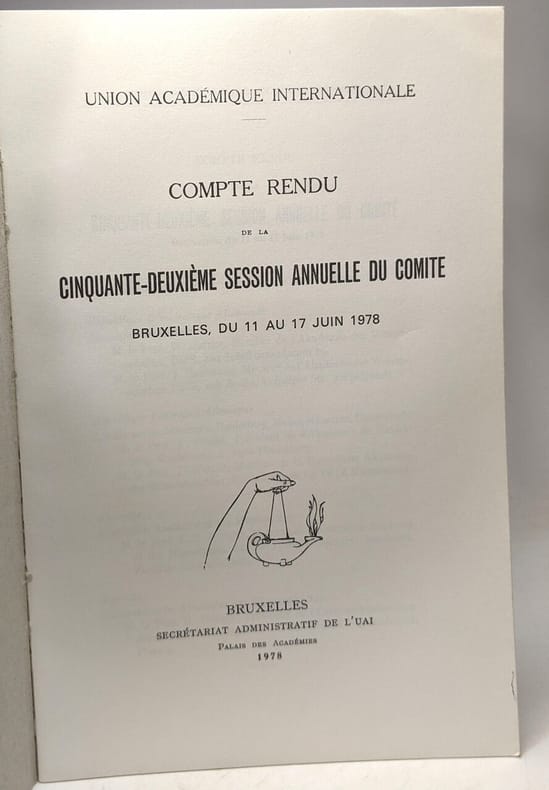 UNION ACADÉMIQUE INTERNATIONALE
COMPTE RENDU
DE LA
CINQUANTE-DEUXIÈME SESSION ANNUELLE DU COMITE
BRUXELLES, DU 11 AU 17 JUIN 1978
BRUXELLES
SECRÉTARIAT ADMINISTRATIF DE L'UAI
PALAIS DES ACADÉMIES
1978